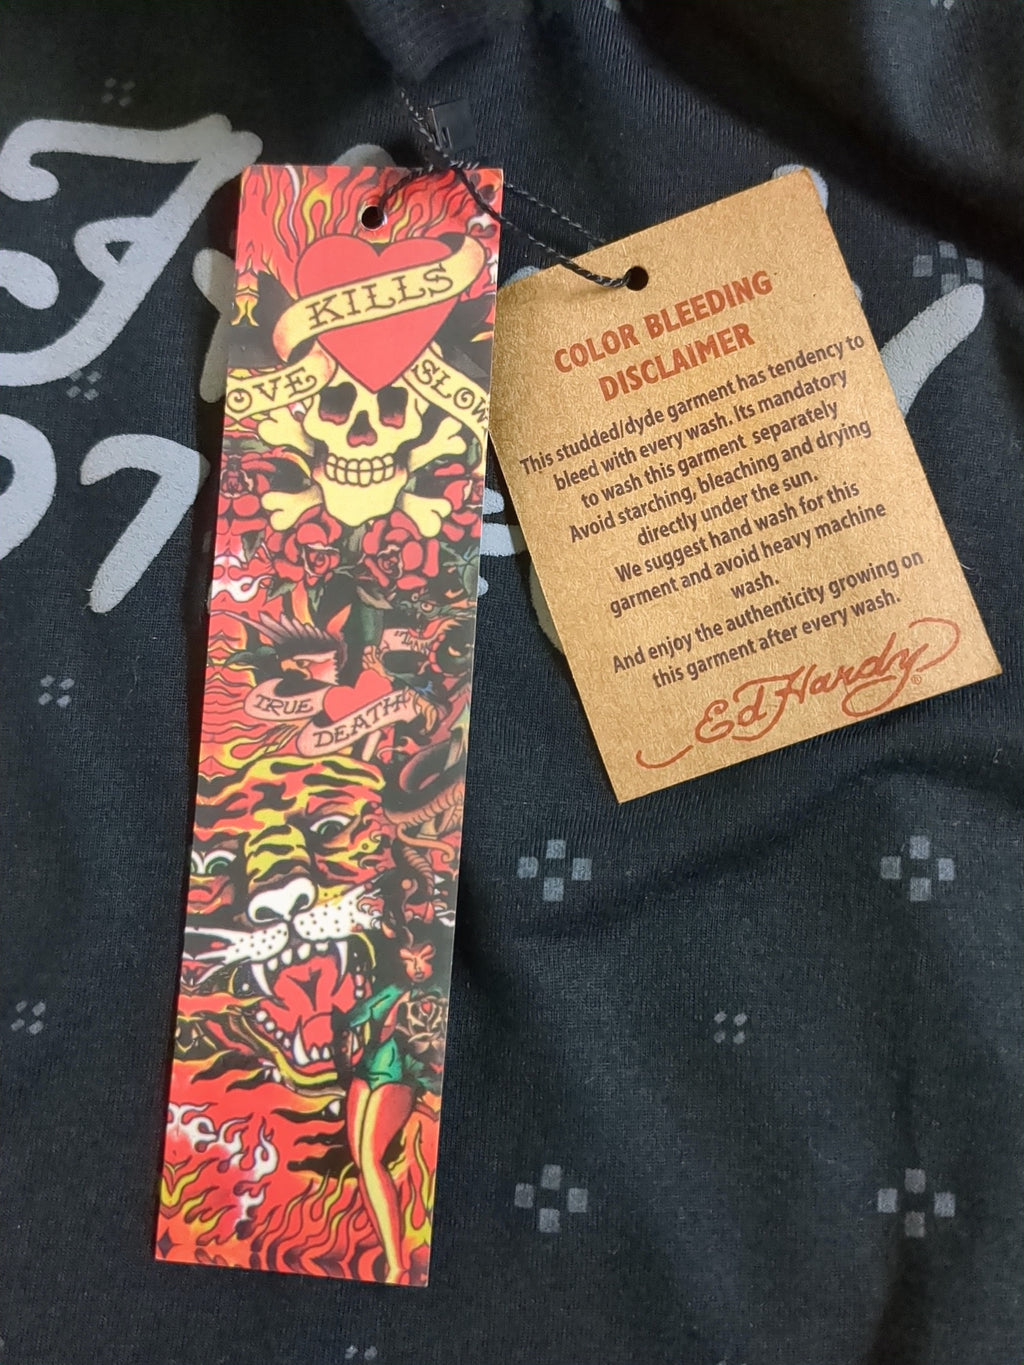 KILLS
OVE
SLOW
TRUE
DEATH
COLOR BLEEDING
DISCLAIMER
This studded/dyde garment has tendency to
bleed with every wash. Its mandatory
to wash this garment separately
Avoid starching, bleaching and drying
directly under the sun.
We suggest hand wash for this
garment and avoid heavy machine
wash.
And enjoy the authenticity growing on
this garment after every wash.
Ed Hardy®